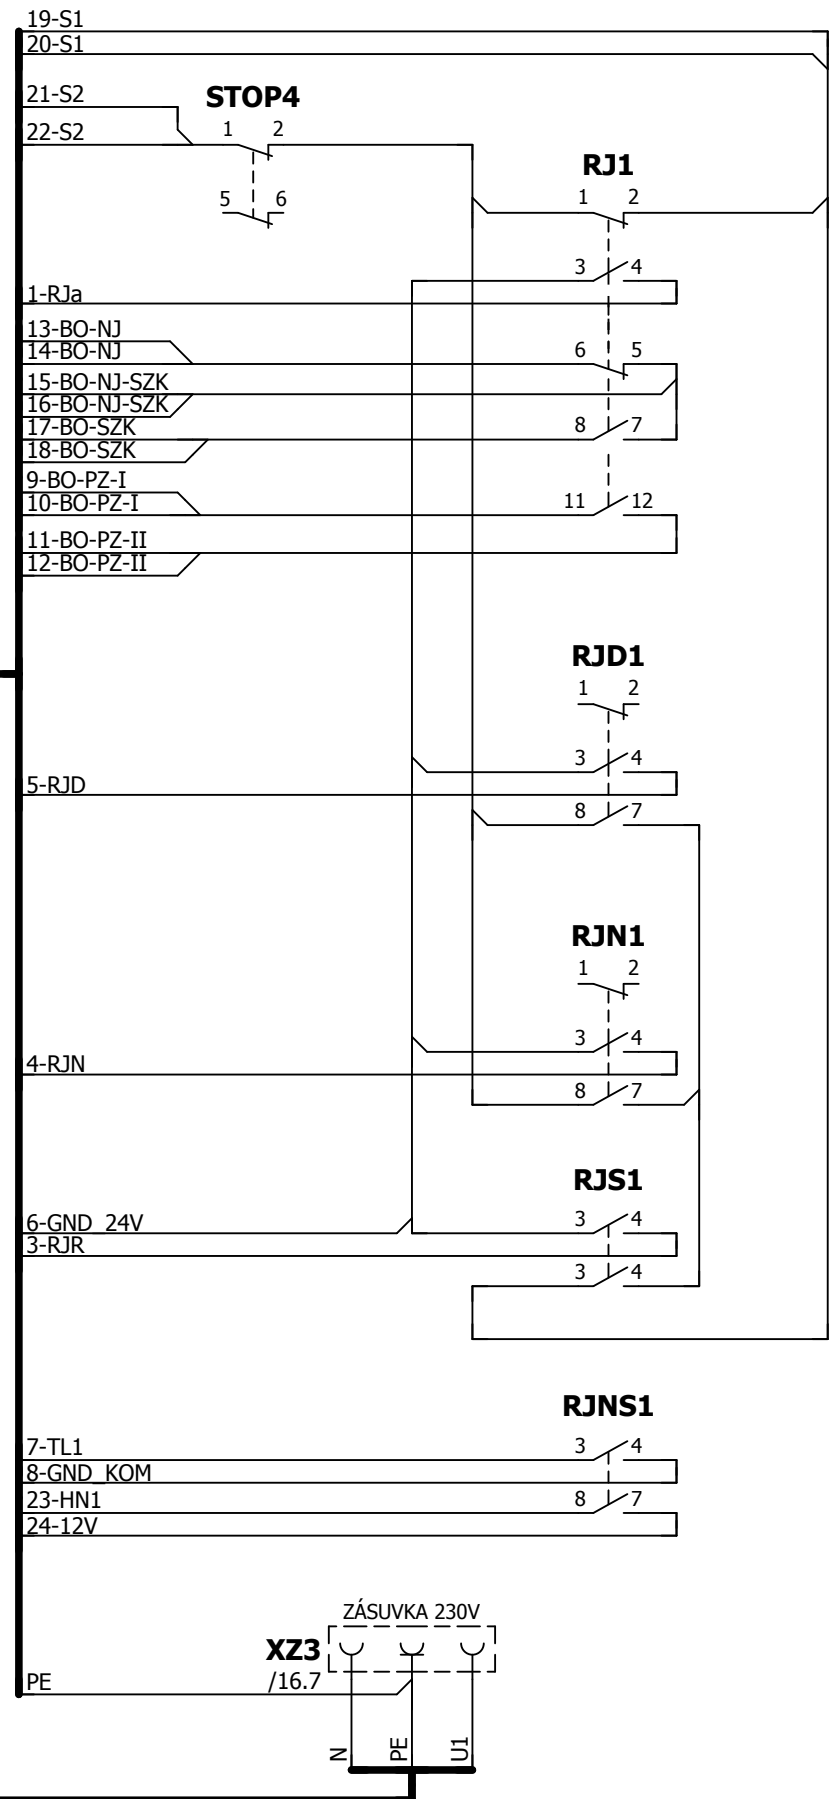 19-S1
20-S1
21-S2
STOP4
22-S2
1 2
RJ1
5 6
1 2
3 4
1-RJa
13-BO-NJ
14-BO-NJ
6 5
15-BO-NJ-SZK
16-BO-NJ-SZK
17-BO-SZK
8 7
18-BO-SZK
9-BO-PZ-I
10-BO-PZ-I
11 12
11-BO-PZ-II
12-BO-PZ-II
RJD1
1 2
3 4
5-RJD
8 7
RJN1
1 2
3 4
4-RJN
8 7
RJS1
6-GND_24V
3 4
3-RJR
3 4
RJNS1
7-TL1
3 4
8-GND_KOM
23-HN1
8 7
24-12V
ZÁSUVKA 230V
XZ3
/16.7
PE
N
PE
U1